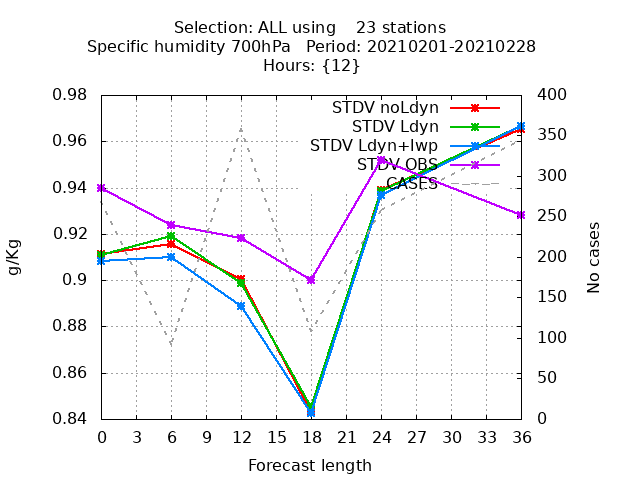 Selection: ALL using    23 stations
Specific humidity 700hPa   Period: 20210201-20210228
Hours: {12}
STDV noLdyn
STDV Ldyn
STDV Ldyn+lwp
STDV OBS
CASES
g/Kg
0.98
0.96
0.94
0.92
0.9
0.88
0.86
0.84
400
350
300
250
200
150
100
50
0
No cases
0 3 6 9 12 15 18 21 24 27 30 33 36
Forecast length